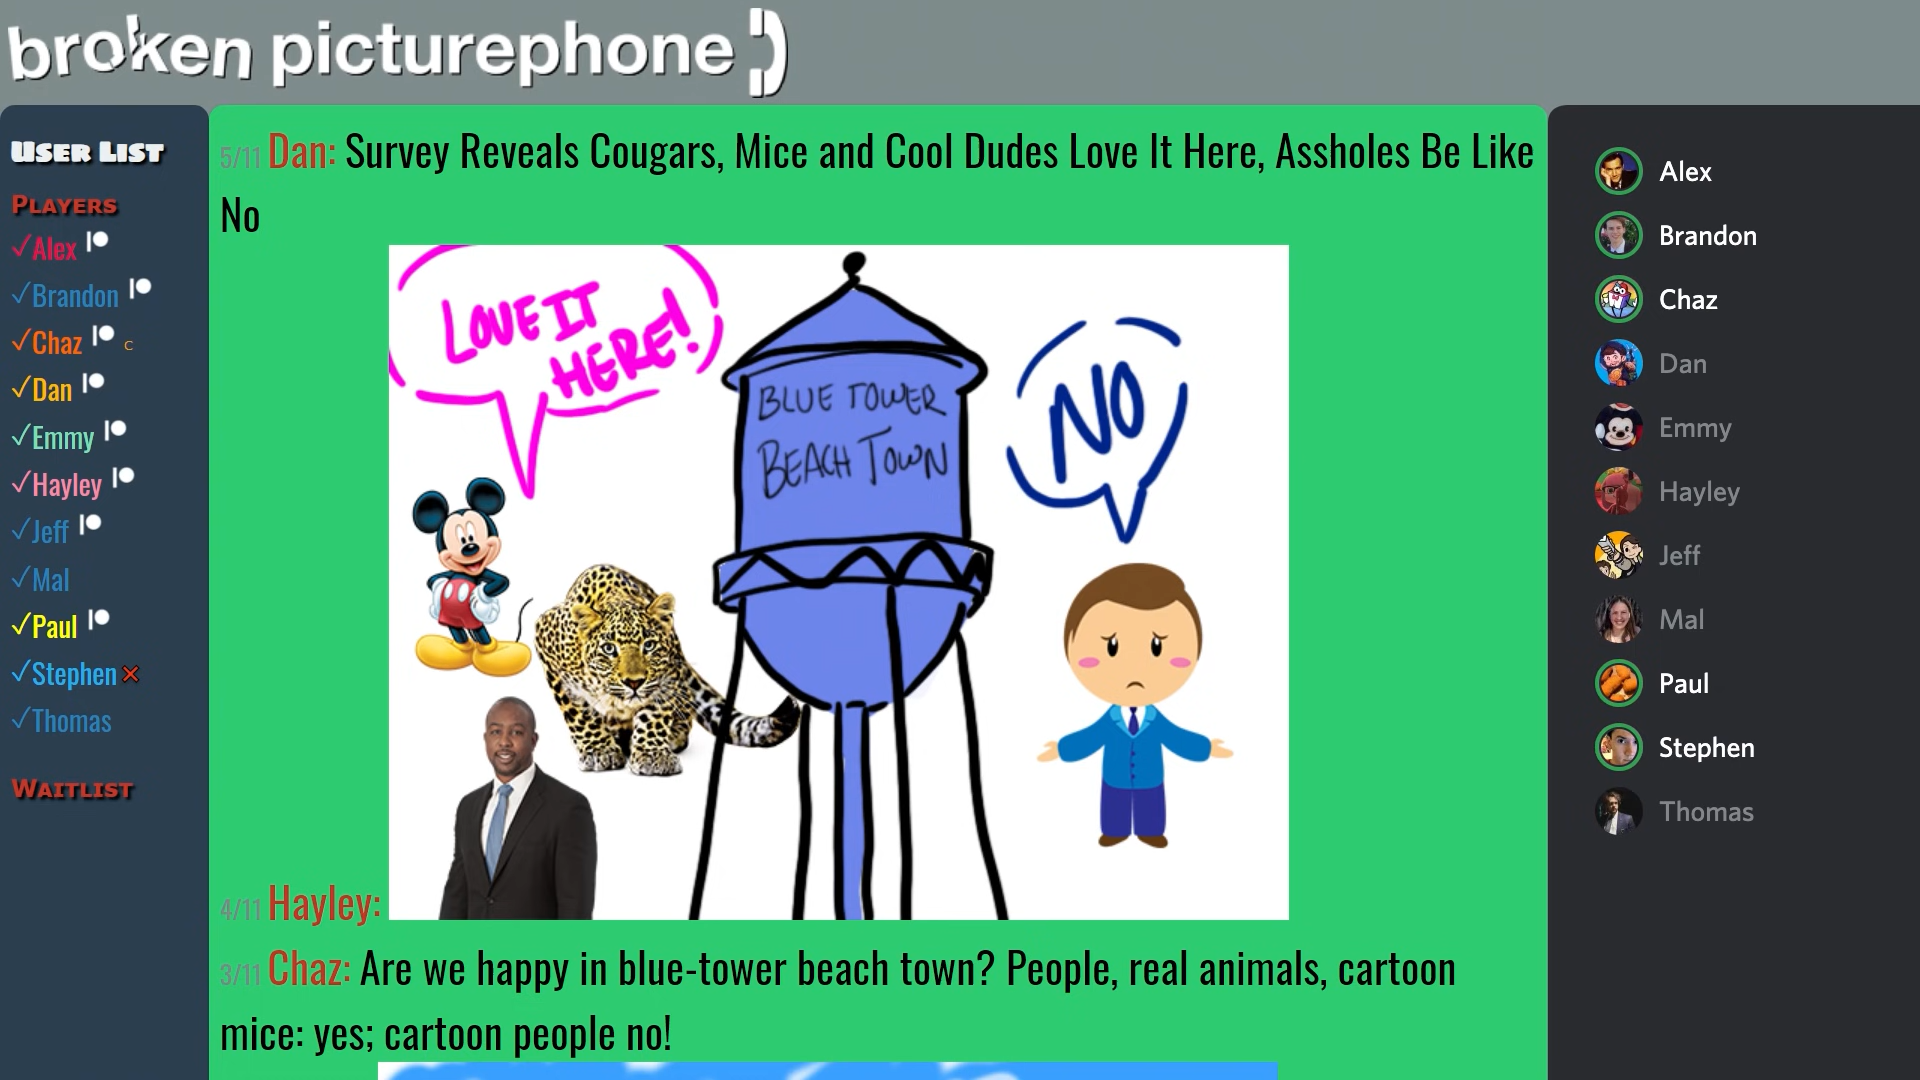 broken picturephone
USER LIST
PLAYERS
✓Alex
✓Brandon
✓Chaz c
✓Dan
✓Emmy
✓Hayley
✓Jeff
✓Mal
✓Paul
✓Stephen
✓Thomas
WAITLIST
5/11 Dan: Survey Reveals Cougars, Mice and Cool Dudes Love It Here, Assholes Be Like
No
LOVE IT
HERE!
BLUE TOWER
BEACH TOWN
NO
4/11 Hayley:
3/11 Chaz: Are we happy in blue-tower beach town? People, real animals, cartoon
mice: yes; cartoon people no!
Alex
Brandon
Chaz
Dan
Emmy
Hayley
Jeff
Mal
Paul
Stephen
Thomas